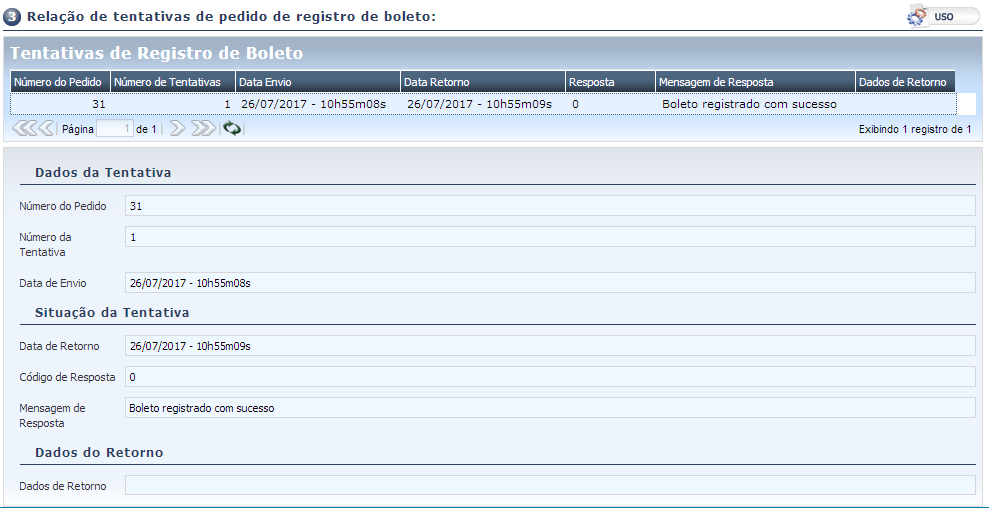 3 Relação de tentativas de pedido de registro de boleto: USO
Tentativas de Registro de Boleto
Número do Pedido Número de Tentativas Data Envio Data Retorno Resposta Mensagem de Resposta Dados de Retorno
31 1 26/07/2017 - 10h55m08s 26/07/2017 - 10h55m09s 0 Boleto registrado com sucesso
Página 1 de 1 Exibindo 1 registro de 1
Dados da Tentativa
Número do Pedido 31
Número da 1
Tentativa
Data de Envio 26/07/2017 - 10h55m08s
Situação da Tentativa
Data de Retorno 26/07/2017 - 10h55m09s
Código de Resposta 0
Mensagem de Boleto registrado com sucesso
Resposta
Dados do Retorno
Dados de Retorno